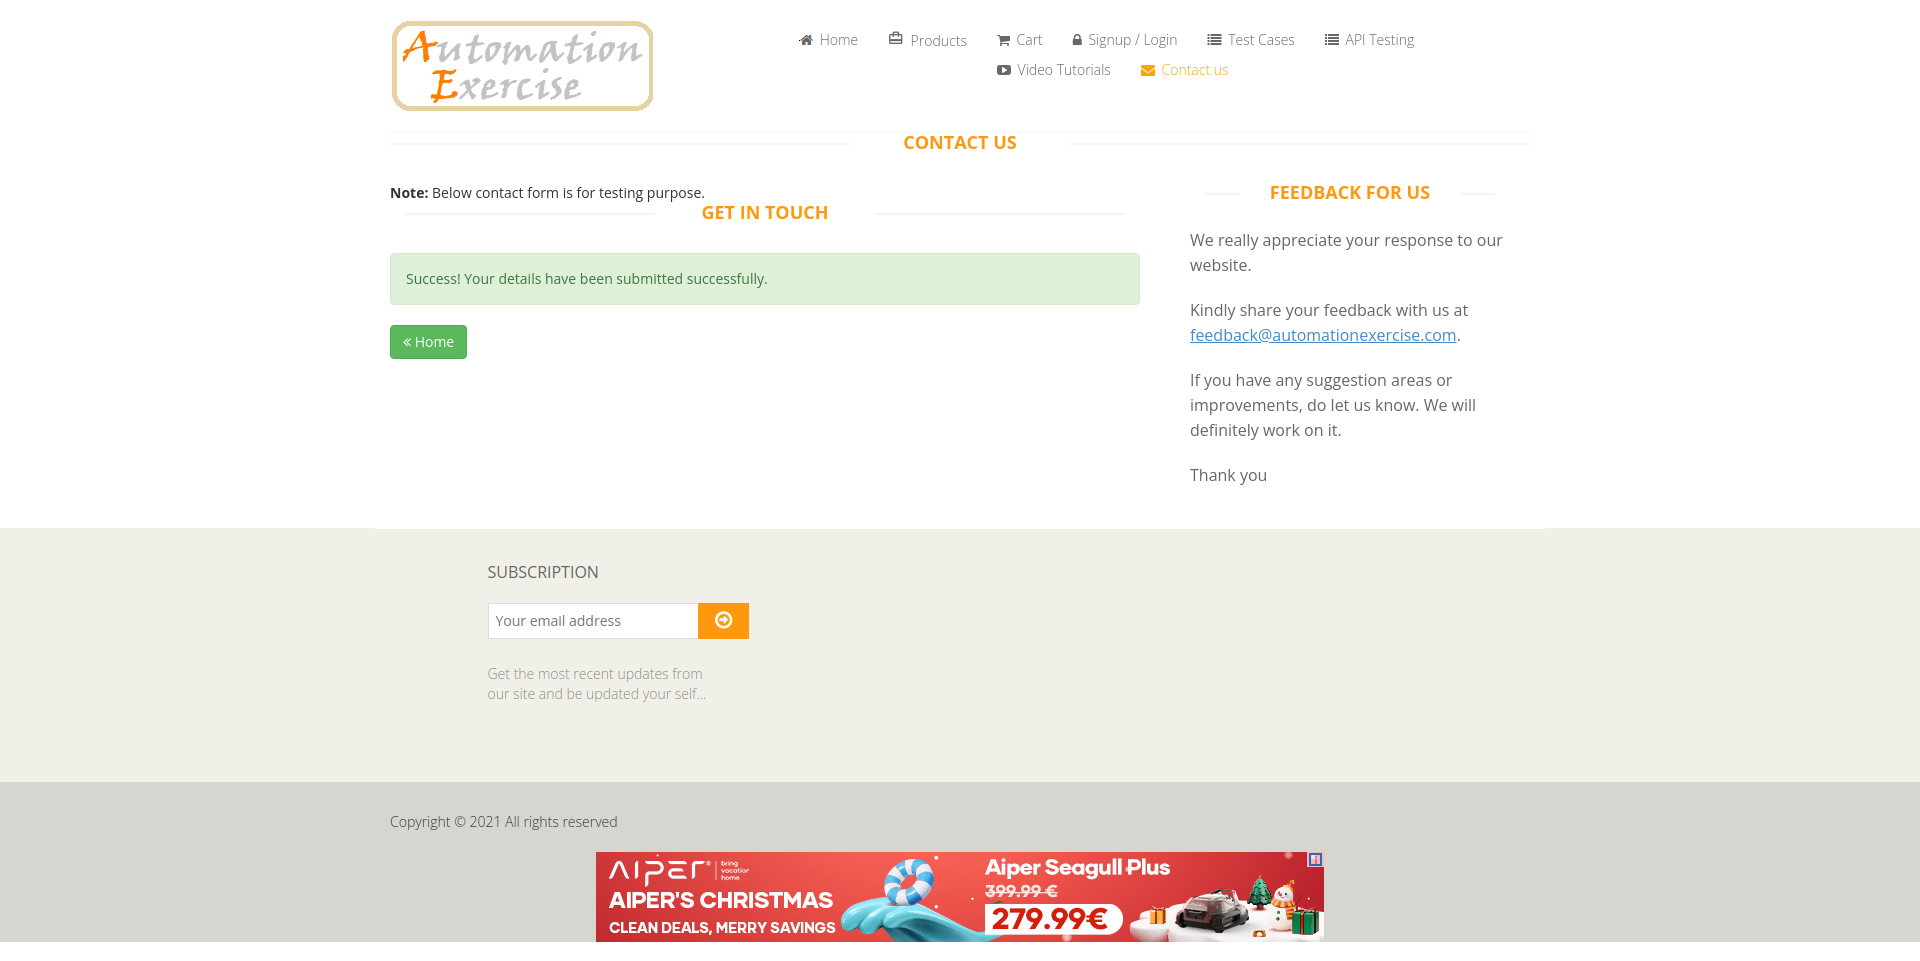 Automation
Exercise
Home
Products
Cart
Signup / Login
Test Cases
API Testing
Video Tutorials
Contact us
CONTACT US
Note: Below contact form is for testing purpose.
GET IN TOUCH
Success! Your details have been submitted successfully.
« Home
FEEDBACK FOR US
We really appreciate your response to our
website.
Kindly share your feedback with us at
feedback@automationexercise.com.
If you have any suggestion areas or
improvements, do let us know. We will
definitely work on it.
Thank you
SUBSCRIPTION
Your email address
Get the most recent updates from
our site and be updated your self...
Copyright © 2021 All rights reserved
AIPER®
bring
vacation
home
AIPER'S CHRISTMAS
CLEAN DEALS, MERRY SAVINGS
Aiper Seagull Plus
399.99 €
279.99€